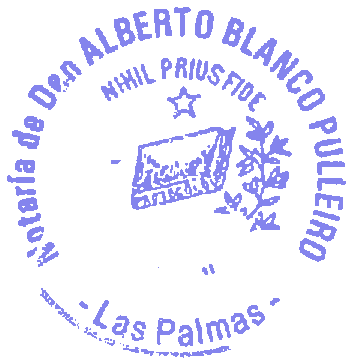 Notaría de Don ALBERTO BLANCO PULLEIRO
NIHIL PRIUS FIDE
- Las Palmas -